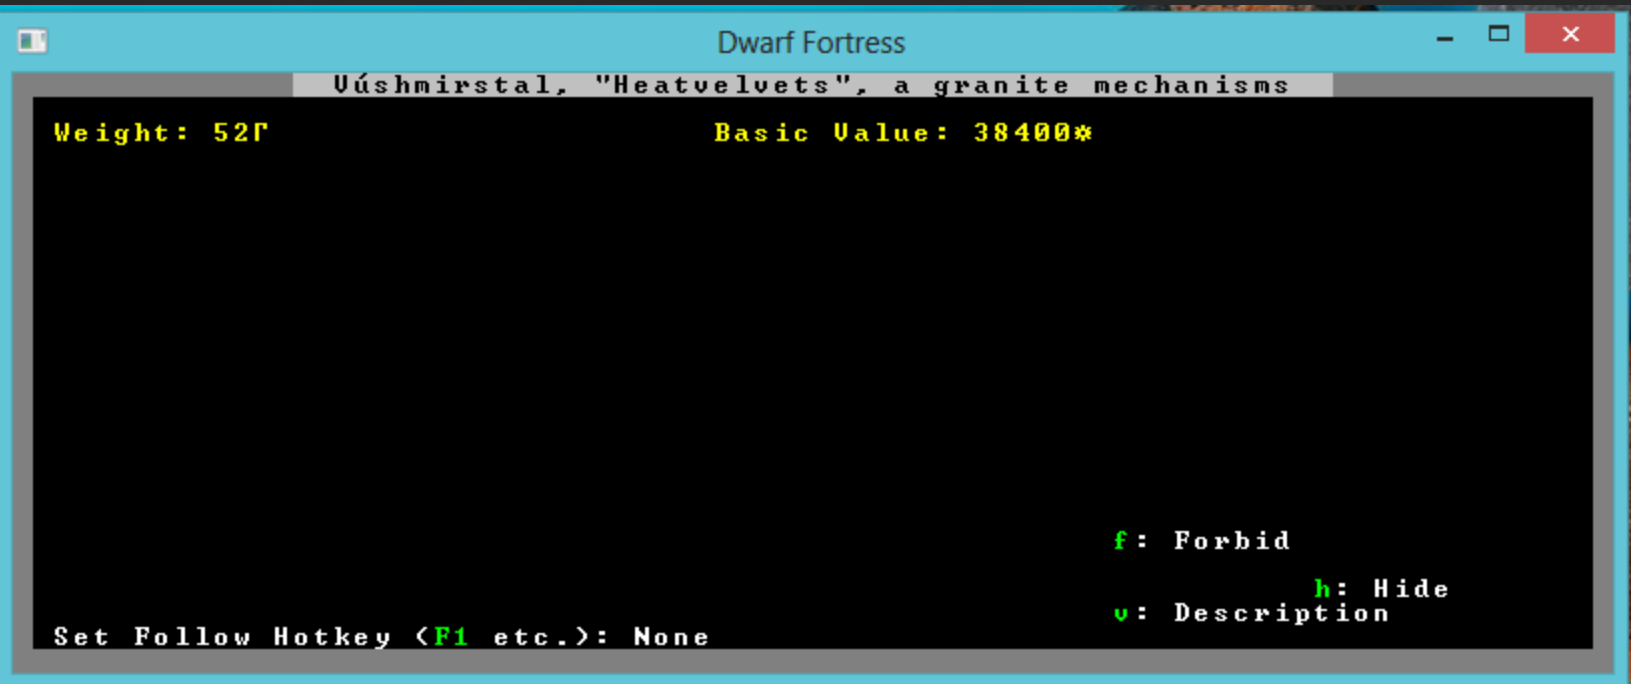 Dwarf Fortress
Vúshmirstal, "Heatvelvets", a granite mechanisms
Weight: 52Γ Basic Value: 38400☼
f: Forbid
h: Hide
v: Description
Set Follow Hotkey (F1 etc.): None